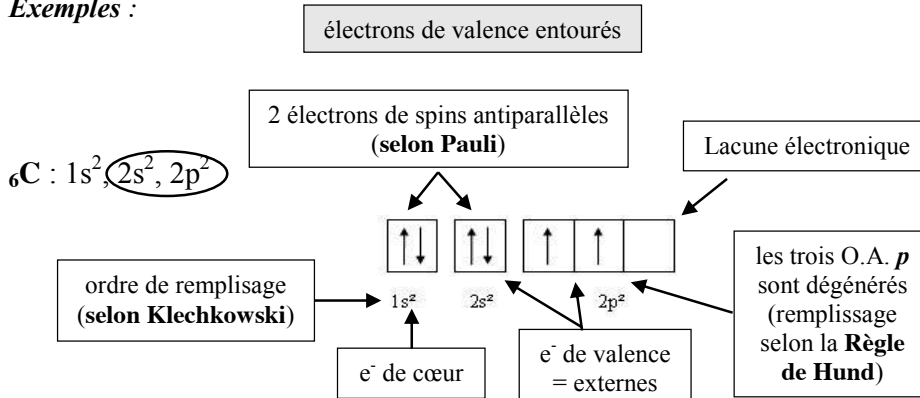 Exemples :
électrons de valence entourés
2 électrons de spins antiparallèles
(selon Pauli)
Lacune électronique
₆C : 1s², 2s², 2p²
ordre de remplisage
(selon Klechkowski)
1s² 2s² 2p²
les trois O.A. p
sont dégénérés
(remplissage
selon la Règle
de Hund)
e⁻ de cœur
e⁻ de valence
= externes